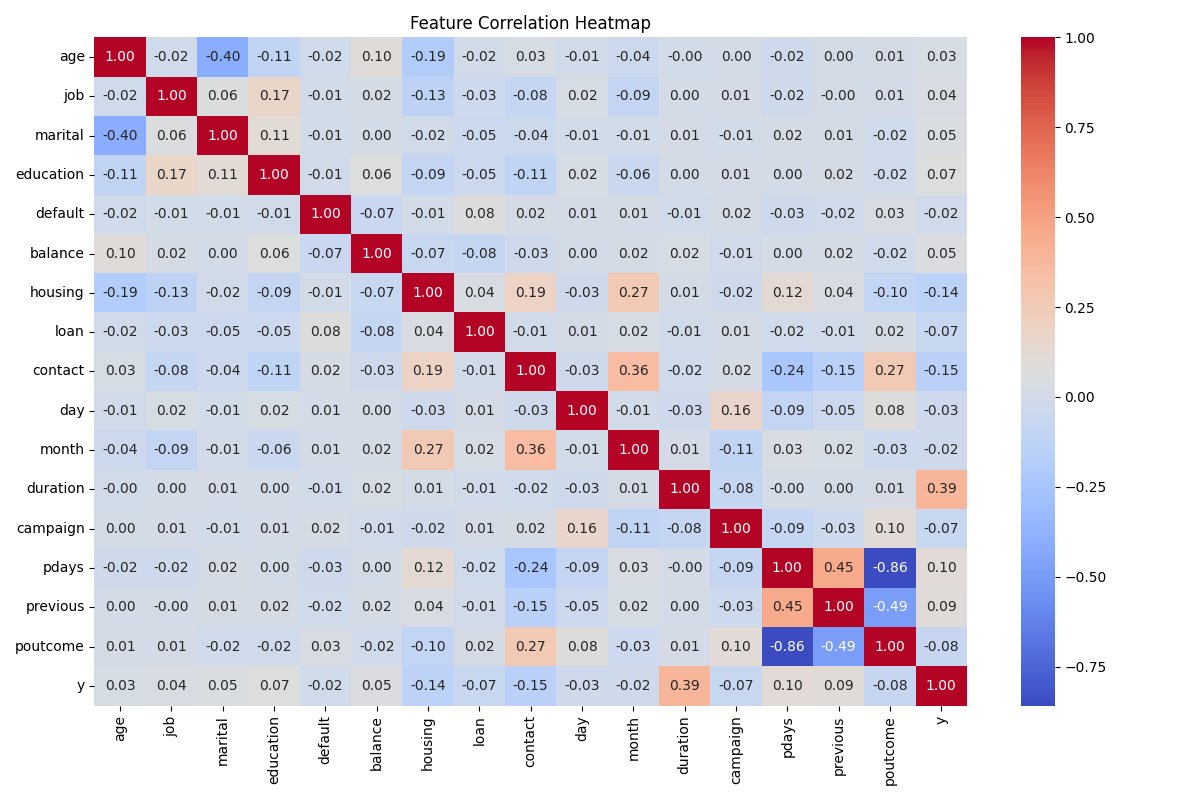 Feature Correlation Heatmap
age 1.00 -0.02 -0.40 -0.11 -0.02 0.10 -0.19 -0.02 0.03 -0.01 -0.04 -0.00 0.00 -0.02 0.00 0.01 0.03
job -0.02 1.00 0.06 0.17 -0.01 0.02 -0.13 -0.03 -0.08 0.02 -0.09 0.00 0.01 -0.02 -0.00 0.01 0.04
marital -0.40 0.06 1.00 0.11 -0.01 0.00 -0.02 -0.05 -0.04 -0.01 -0.01 0.01 -0.01 0.02 0.01 -0.02 0.05
education -0.11 0.17 0.11 1.00 -0.01 0.06 -0.09 -0.05 -0.11 0.02 -0.06 0.00 0.01 0.00 0.02 -0.02 0.07
default -0.02 -0.01 -0.01 -0.01 1.00 -0.07 -0.01 0.08 0.02 0.01 0.01 -0.01 0.02 -0.03 -0.02 0.03 -0.02
balance 0.10 0.02 0.00 0.06 -0.07 1.00 -0.07 -0.08 -0.03 0.00 0.02 0.02 -0.01 0.00 0.02 -0.02 0.05
housing -0.19 -0.13 -0.02 -0.09 -0.01 -0.07 1.00 0.04 0.19 -0.03 0.27 0.01 -0.02 0.12 0.04 -0.10 -0.14
loan -0.02 -0.03 -0.05 -0.05 0.08 -0.08 0.04 1.00 -0.01 0.01 0.02 -0.01 0.01 -0.02 -0.01 0.02 -0.07
contact 0.03 -0.08 -0.04 -0.11 0.02 -0.03 0.19 -0.01 1.00 -0.03 0.36 -0.02 0.02 -0.24 -0.15 0.27 -0.15
day -0.01 0.02 -0.01 0.02 0.01 0.00 -0.03 0.01 -0.03 1.00 -0.01 -0.03 0.16 -0.09 -0.05 0.08 -0.03
month -0.04 -0.09 -0.01 -0.06 0.01 0.02 0.27 0.02 0.36 -0.01 1.00 0.01 -0.11 0.03 0.02 -0.03 -0.02
duration -0.00 0.00 0.01 0.00 -0.01 0.02 0.01 -0.01 -0.02 -0.03 0.01 1.00 -0.08 -0.00 0.00 0.01 0.39
campaign 0.00 0.01 -0.01 0.01 0.02 -0.01 -0.02 0.01 0.02 0.16 -0.11 -0.08 1.00 -0.09 -0.03 0.10 -0.07
pdays -0.02 -0.02 0.02 0.00 -0.03 0.00 0.12 -0.02 -0.24 -0.09 0.03 -0.00 -0.09 1.00 0.45 -0.86 0.10
previous 0.00 -0.00 0.01 0.02 -0.02 0.02 0.04 -0.01 -0.15 -0.05 0.02 0.00 -0.03 0.45 1.00 -0.49 0.09
poutcome 0.01 0.01 -0.02 -0.02 0.03 -0.02 -0.10 0.02 0.27 0.08 -0.03 0.01 0.10 -0.86 -0.49 1.00 -0.08
y 0.03 0.04 0.05 0.07 -0.02 0.05 -0.14 -0.07 -0.15 -0.03 -0.02 0.39 -0.07 0.10 0.09 -0.08 1.00
age job marital education default balance housing loan contact day month duration campaign pdays previous poutcome y
1.00
0.75
0.50
0.25
0.00
−0.25
−0.50
−0.75